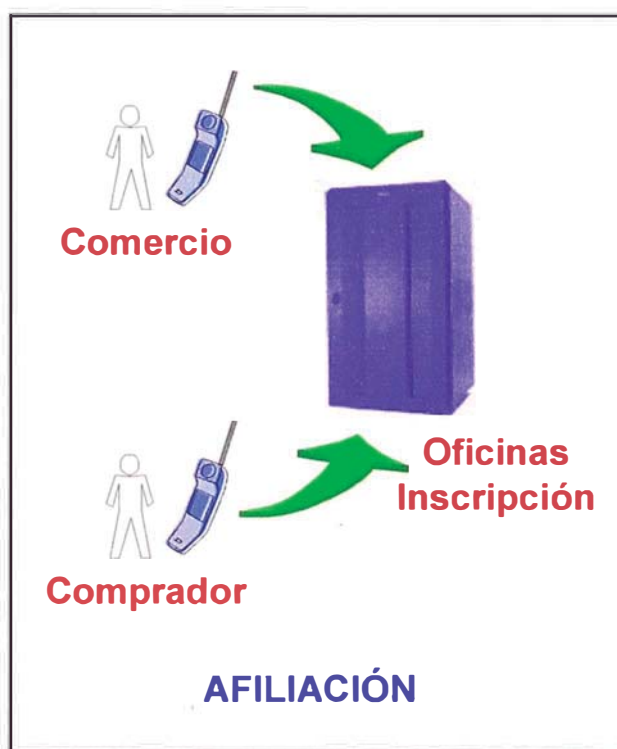 Comercio
Oficinas
Inscripción
Comprador
AFILIACIÓN